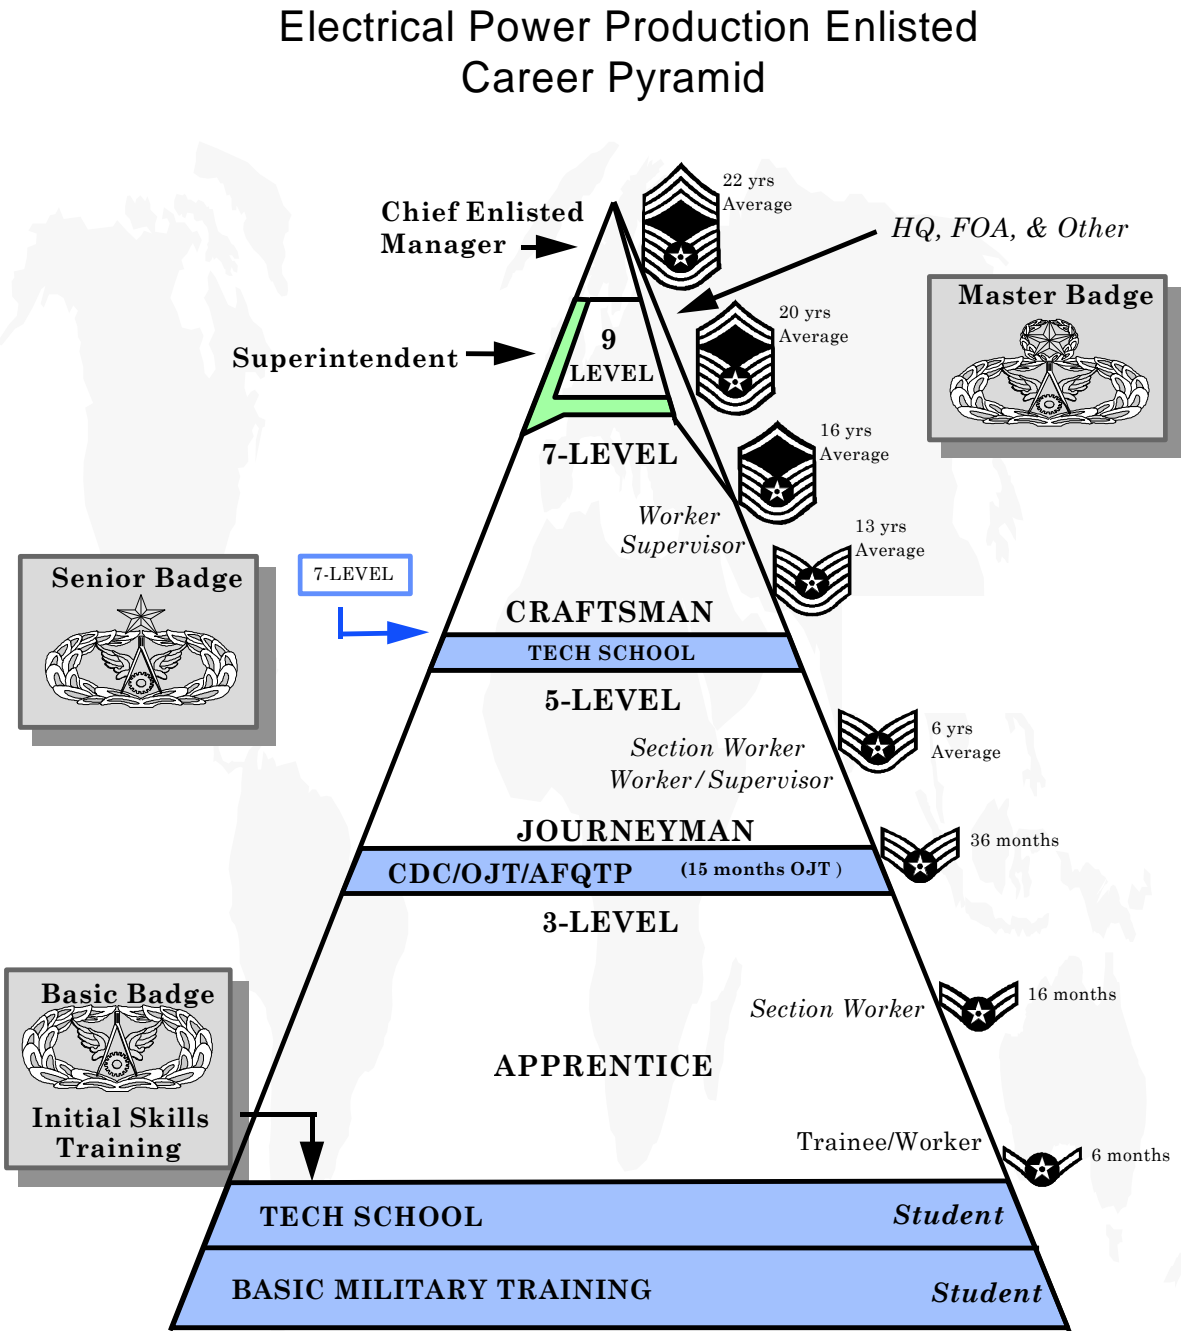 Electrical Power Production Enlisted
Career Pyramid
22 yrs
Average
Chief Enlisted
Manager
HQ, FOA, & Other
Master Badge
20 yrs
Average
9
LEVEL
Superintendent
16 yrs
Average
7-LEVEL
Worker
Supervisor
13 yrs
Average
Senior Badge
7-LEVEL
CRAFTSMAN
TECH SCHOOL
5-LEVEL
6 yrs
Average
Section Worker
Worker/Supervisor
JOURNEYMAN
36 months
CDC/OJT/AFQTP (15 months OJT )
3-LEVEL
Basic Badge
Section Worker
16 months
APPRENTICE
Initial Skills
Training
Trainee/Worker
6 months
TECH SCHOOL Student
BASIC MILITARY TRAINING Student